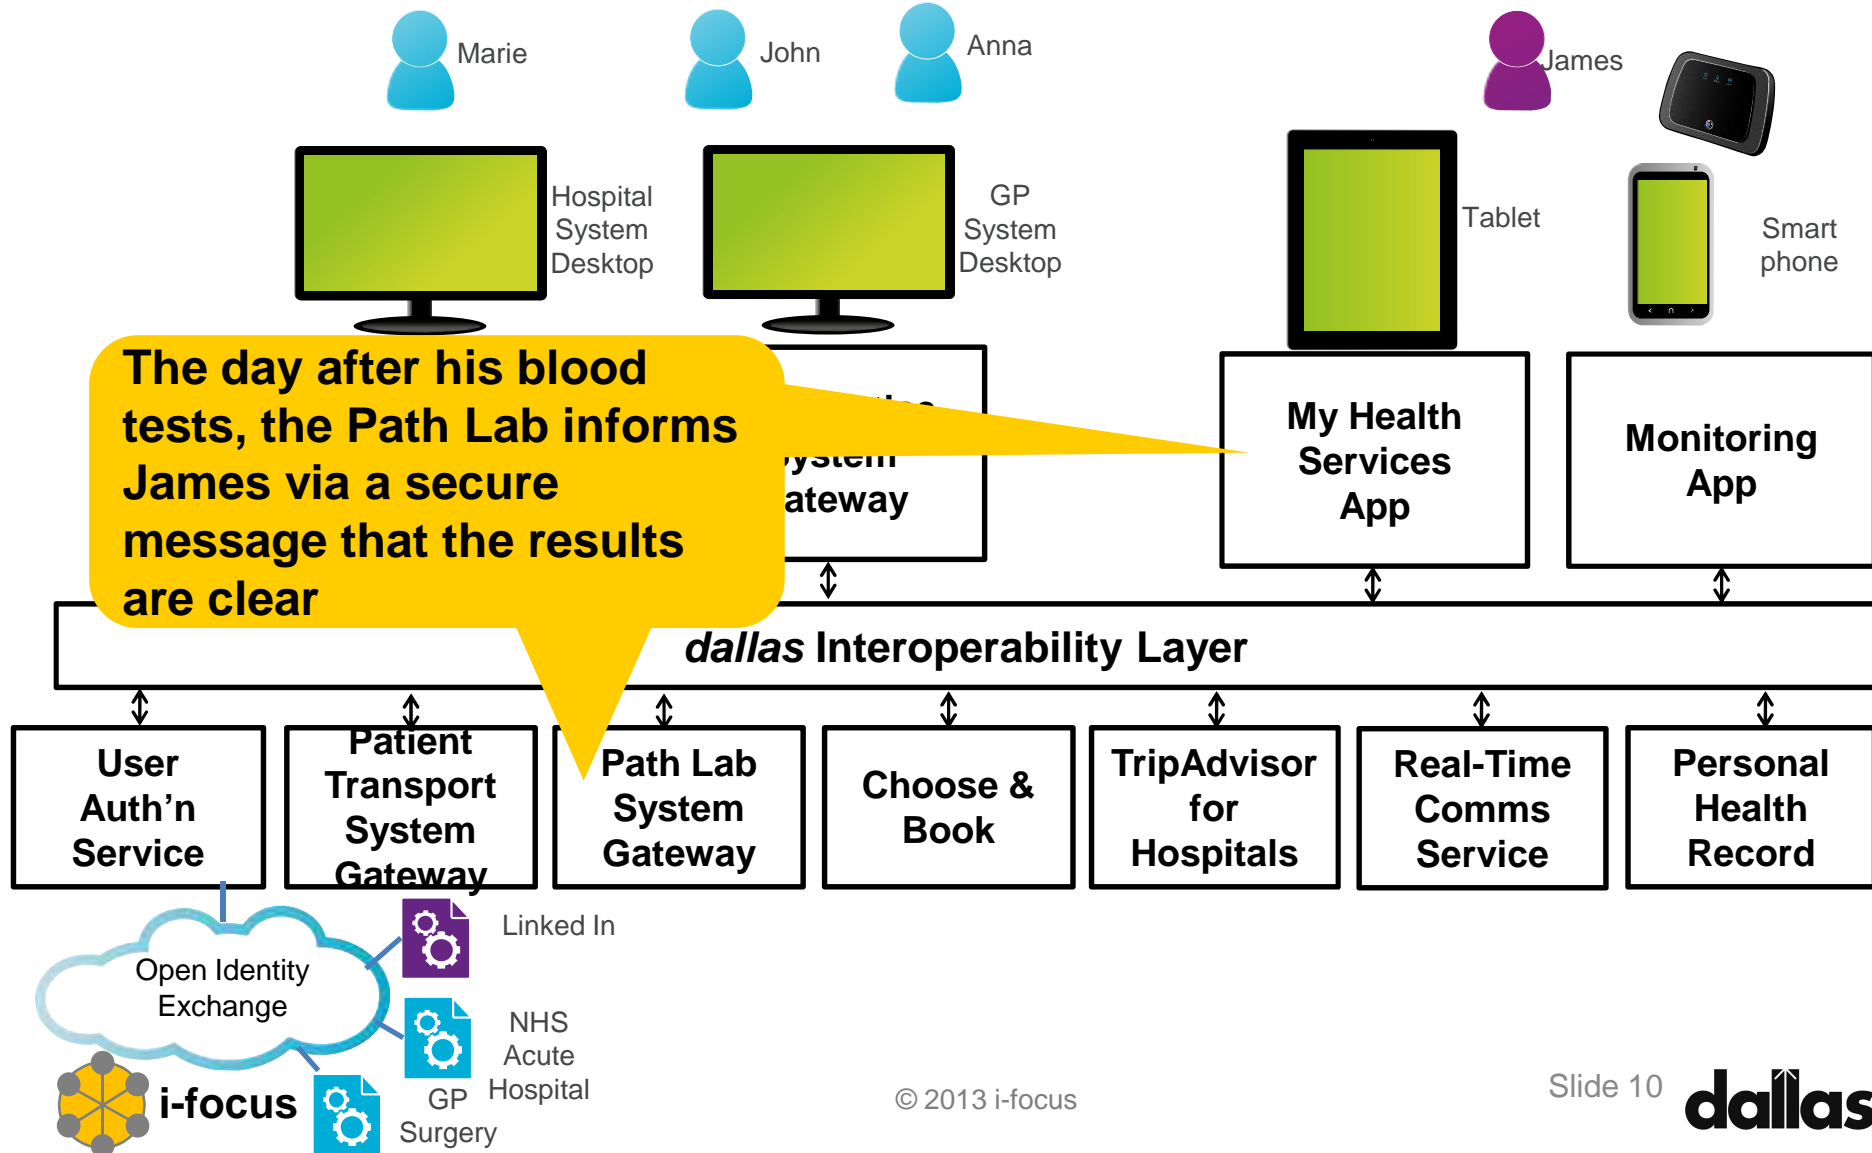 Marie
John
Anna
James
Hospital
System
Desktop
GP
System
Desktop
Tablet
Smart
phone
The day after his blood
tests, the Path Lab informs
James via a secure
message that the results
are clear
System
ateway
My Health
Services
App
Monitoring
App
dallas Interoperability Layer
User
Auth’n
Service
Patient
Transport
System
Gateway
Path Lab
System
Gateway
Choose &
Book
TripAdvisor
for
Hospitals
Real-Time
Comms
Service
Personal
Health
Record
Open Identity
Exchange
Linked In
NHS
Acute
Hospital
GP
Surgery
i-focus
© 2013 i-focus
Slide 10
dallas